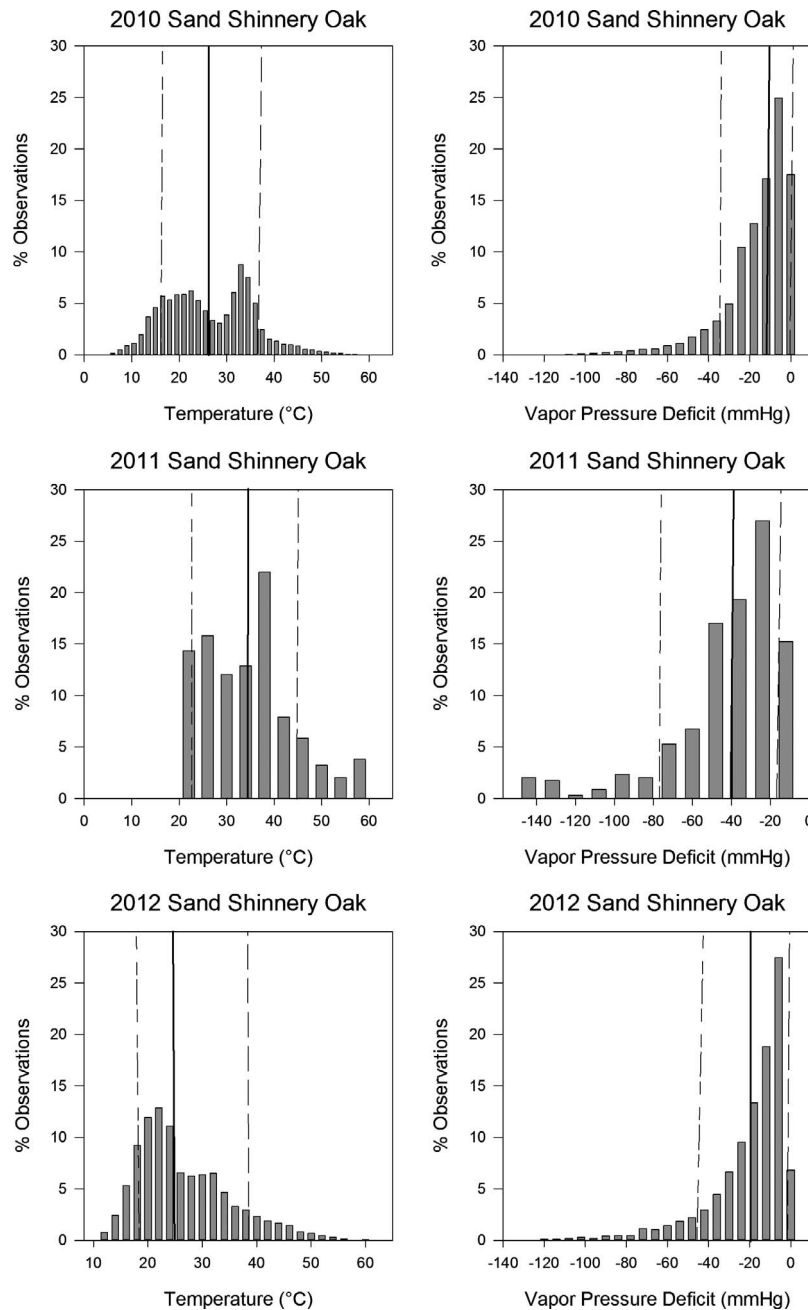 2010 Sand Shinnery Oak
% Observations
30
25
20
15
10
5
0
0 10 20 30 40 50 60
Temperature (°C)
2010 Sand Shinnery Oak
% Observations
30
25
20
15
10
5
0
-140 -120 -100 -80 -60 -40 -20 0
Vapor Pressure Deficit (mmHg)
2011 Sand Shinnery Oak
% Observations
30
25
20
15
10
5
0
0 10 20 30 40 50 60
Temperature (°C)
2011 Sand Shinnery Oak
% Observations
30
25
20
15
10
5
0
-140 -120 -100 -80 -60 -40 -20 0
Vapor Pressure Deficit (mmHg)
2012 Sand Shinnery Oak
% Observations
30
25
20
15
10
5
0
10 20 30 40 50 60
Temperature (°C)
2012 Sand Shinnery Oak
% Observations
30
25
20
15
10
5
0
-140 -120 -100 -80 -60 -40 -20 0
Vapor Pressure Deficit (mmHg)